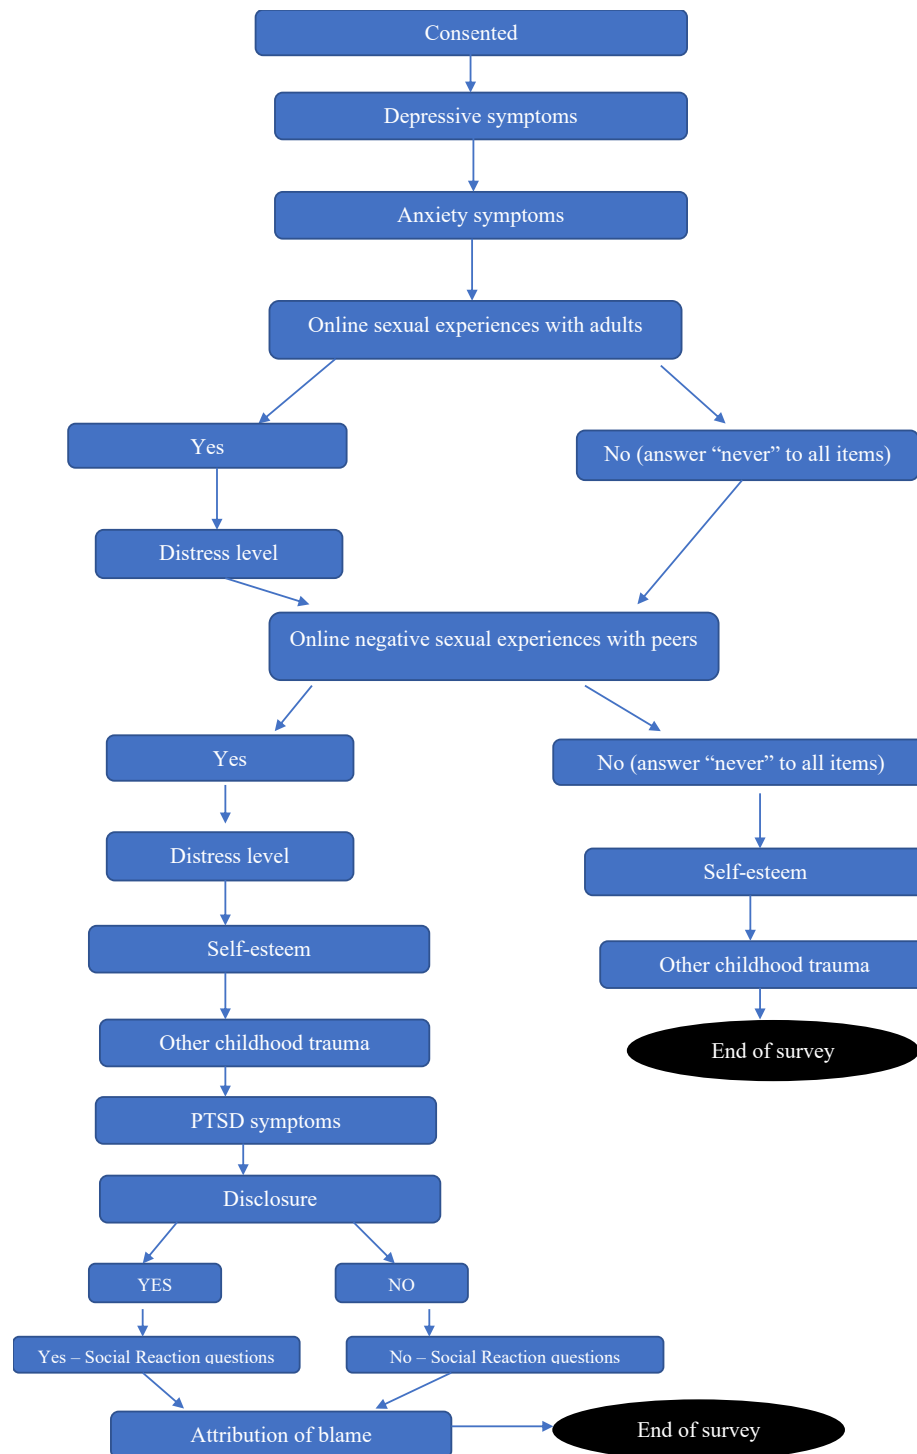 Consented
Depressive symptoms
Anxiety symptoms
Online sexual experiences with adults
Yes
No (answer “never” to all items)
Distress level
Online negative sexual experiences with peers
Yes
No (answer “never” to all items)
Distress level
Self-esteem
Self-esteem
Other childhood trauma
Other childhood trauma
End of survey
PTSD symptoms
Disclosure
YES
NO
Yes – Social Reaction questions
No – Social Reaction questions
Attribution of blame
End of survey